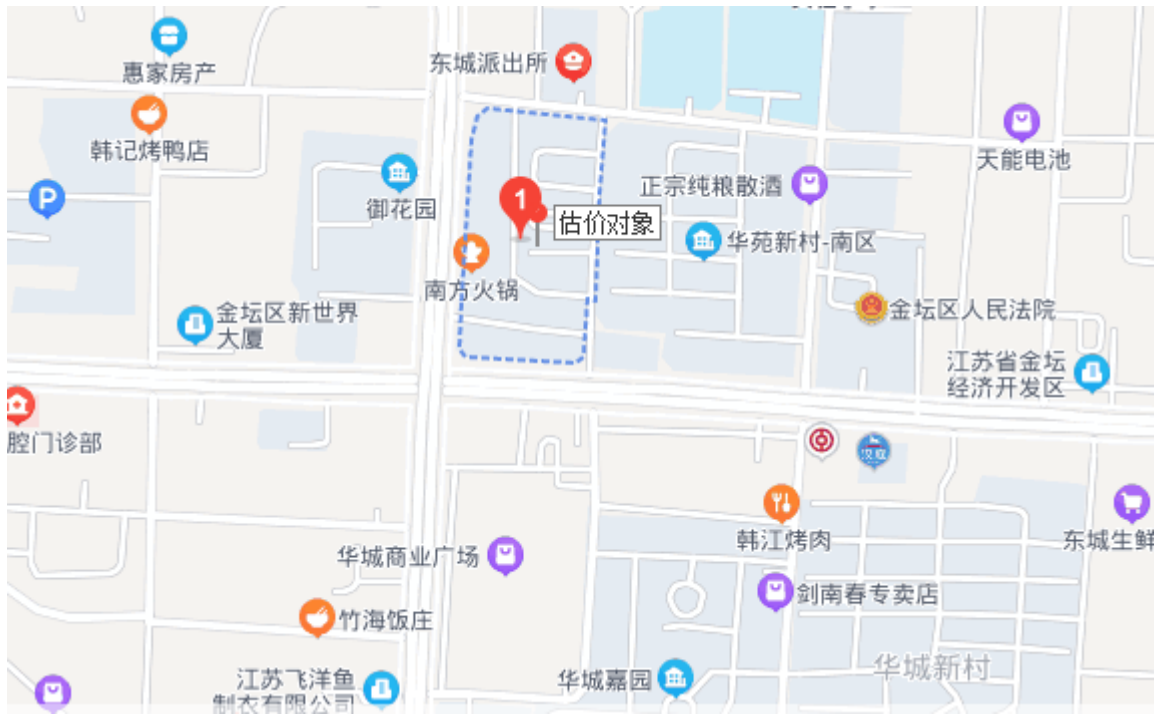 惠家房产
东城派出所
韩记烤鸭店
天能电池
P
御花园
正宗纯粮散酒
1
估价对象
华苑新村-南区
南方火锅
金坛区新世界
大厦
金坛区人民法院
江苏省金坛
经济开发区
腔门诊部
汉庭
韩江烤肉
东城生鲜
华城商业广场
剑南春专卖店
竹海饭庄
华城新村
华城嘉园
江苏飞洋鱼
制衣有限公司